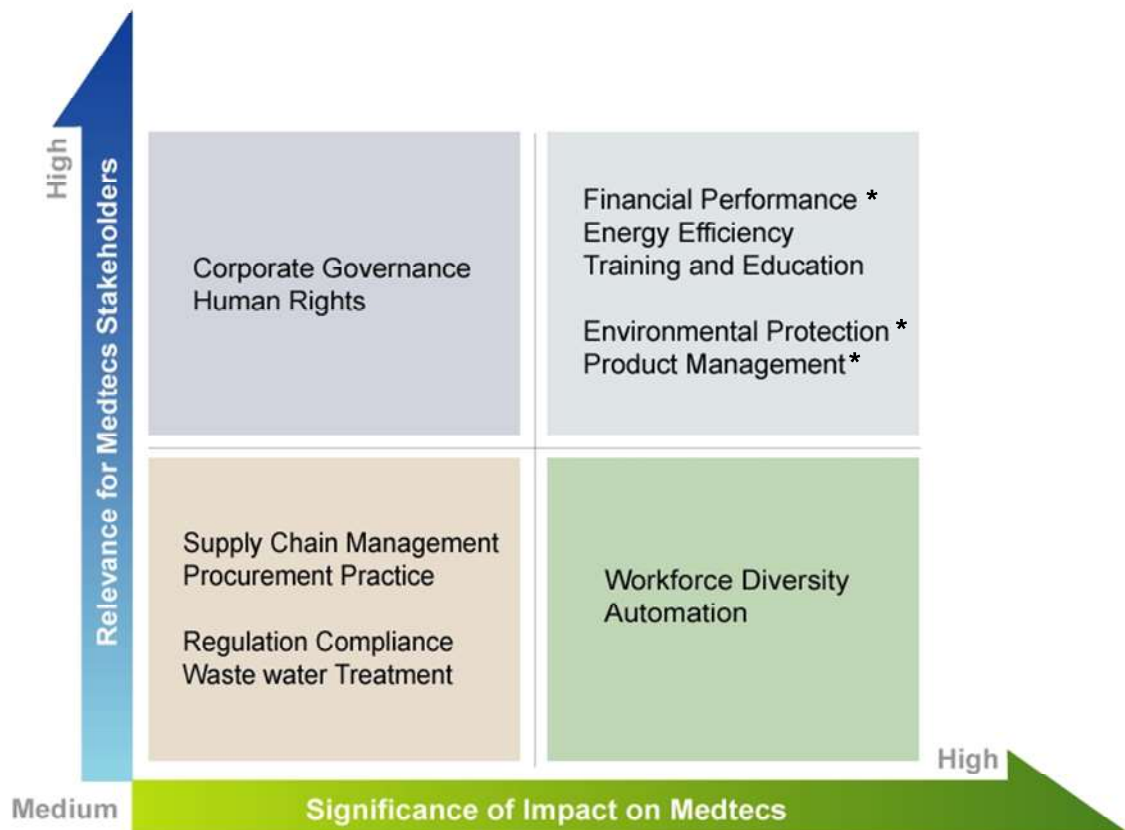 High
Relevance for Medtecs Stakeholders
Corporate Governance
Human Rights
Financial Performance *
Energy Efficiency
Training and Education
Environmental Protection *
Product Management *
Supply Chain Management
Procurement Practice
Regulation Compliance
Waste water Treatment
Workforce Diversity
Automation
High
Medium
Significance of Impact on Medtecs